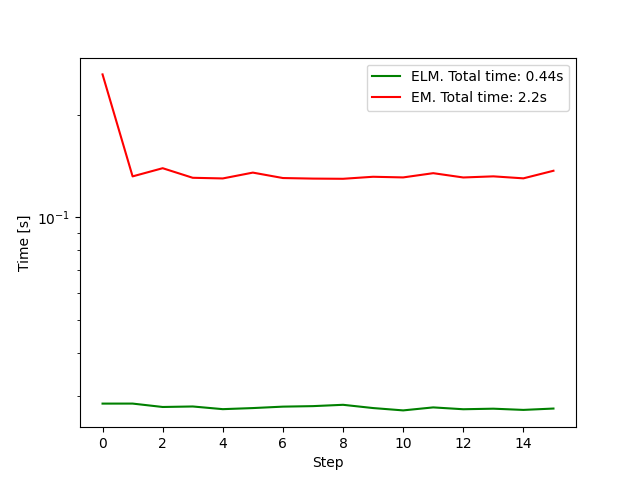 ELM. Total time: 0.44s
EM. Total time: 2.2s
Time [s]
10⁻¹
0 2 4 6 8 10 12 14
Step